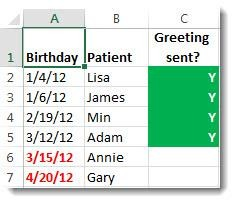 A B C
1 Birthday Patient Greeting sent?
2 1/4/12 Lisa Y
3 1/6/12 James Y
4 2/19/12 Min Y
5 3/12/12 Adam Y
6 3/15/12 Annie
7 4/20/12 Gary